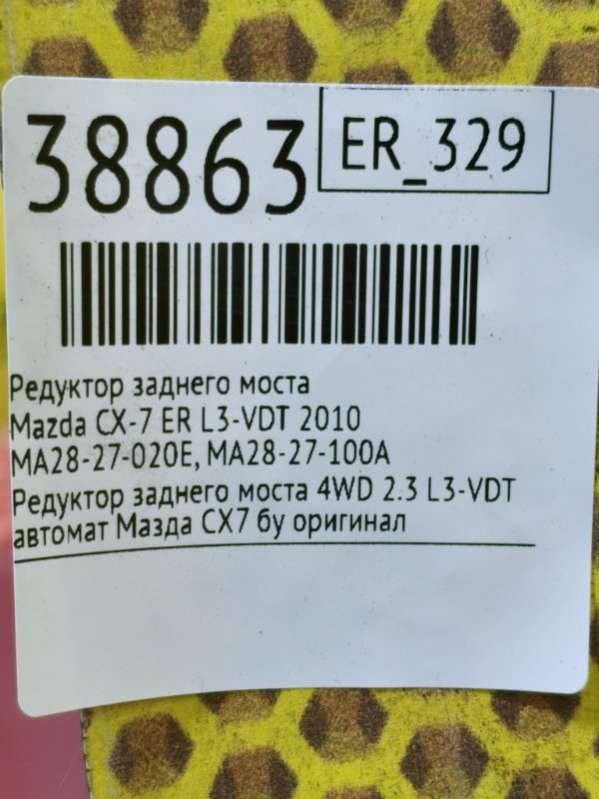 38863
ER_329
Редуктор заднего моста
Mazda CX-7 ER L3-VDT 2010
MA28-27-020E, MA28-27-100A
Редуктор заднего моста 4WD 2.3 L3-VDT
автомат Мазда СХ7 бу оригинал